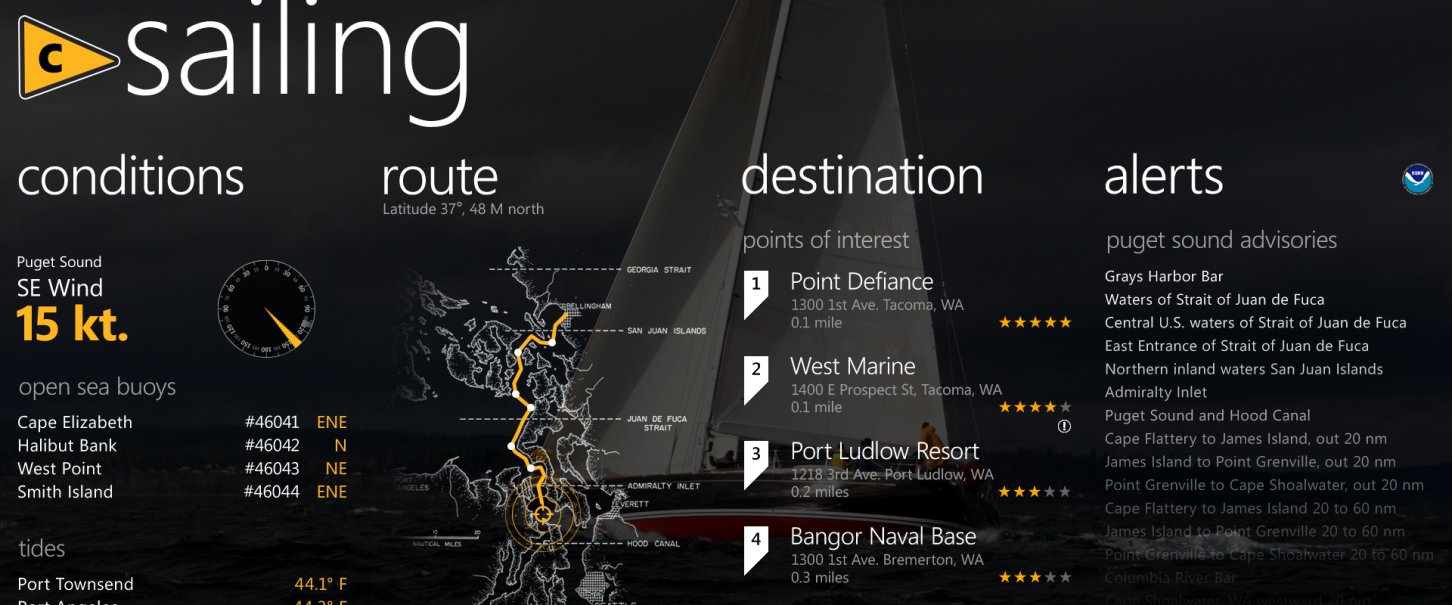 C
sailing
conditions
Puget Sound
SE Wind
15 kt.
open sea buoys
Cape Elizabeth #46041 ENE
Halibut Bank #46042 N
West Point #46043 NE
Smith Island #46044 ENE
tides
Port Townsend 44.1° F
route
Latitude 37°, 48 M north
GEORGIA STRAIT
BELLINGHAM
SAN JUAN ISLANDS
JUAN DE FUCA
STRAIT
PORT
ANGELES
ADMIRALTY INLET
EVERETT
HOOD CANAL
10 20
NAUTICAL MILES
SEATTLE
destination
points of interest
1 Point Defiance
1300 1st Ave. Tacoma, WA
0.1 mile
2 West Marine
1400 E Prospect St, Tacoma, WA
0.1 mile
3 Port Ludlow Resort
1218 3rd Ave. Port Ludlow, WA
0.2 miles
4 Bangor Naval Base
1300 1st Ave. Bremerton, WA
0.3 miles
alerts
puget sound advisories
Grays Harbor Bar
Waters of Strait of Juan de Fuca
Central U.S. waters of Strait of Juan de Fuca
East Entrance of Strait of Juan de Fuca
Northern inland waters San Juan Islands
Admiralty Inlet
Puget Sound and Hood Canal
Cape Flattery to James Island, out 20 nm
James Island to Point Grenville, out 20 nm
Point Grenville to Cape Shoalwater, out 20 nm
Cape Flattery to James Island 20 to 60 nm
James Island to Point Grenville 20 to 60 nm
Point Grenville to Cape Shoalwater 20 to 60 nm
Columbia River Bar